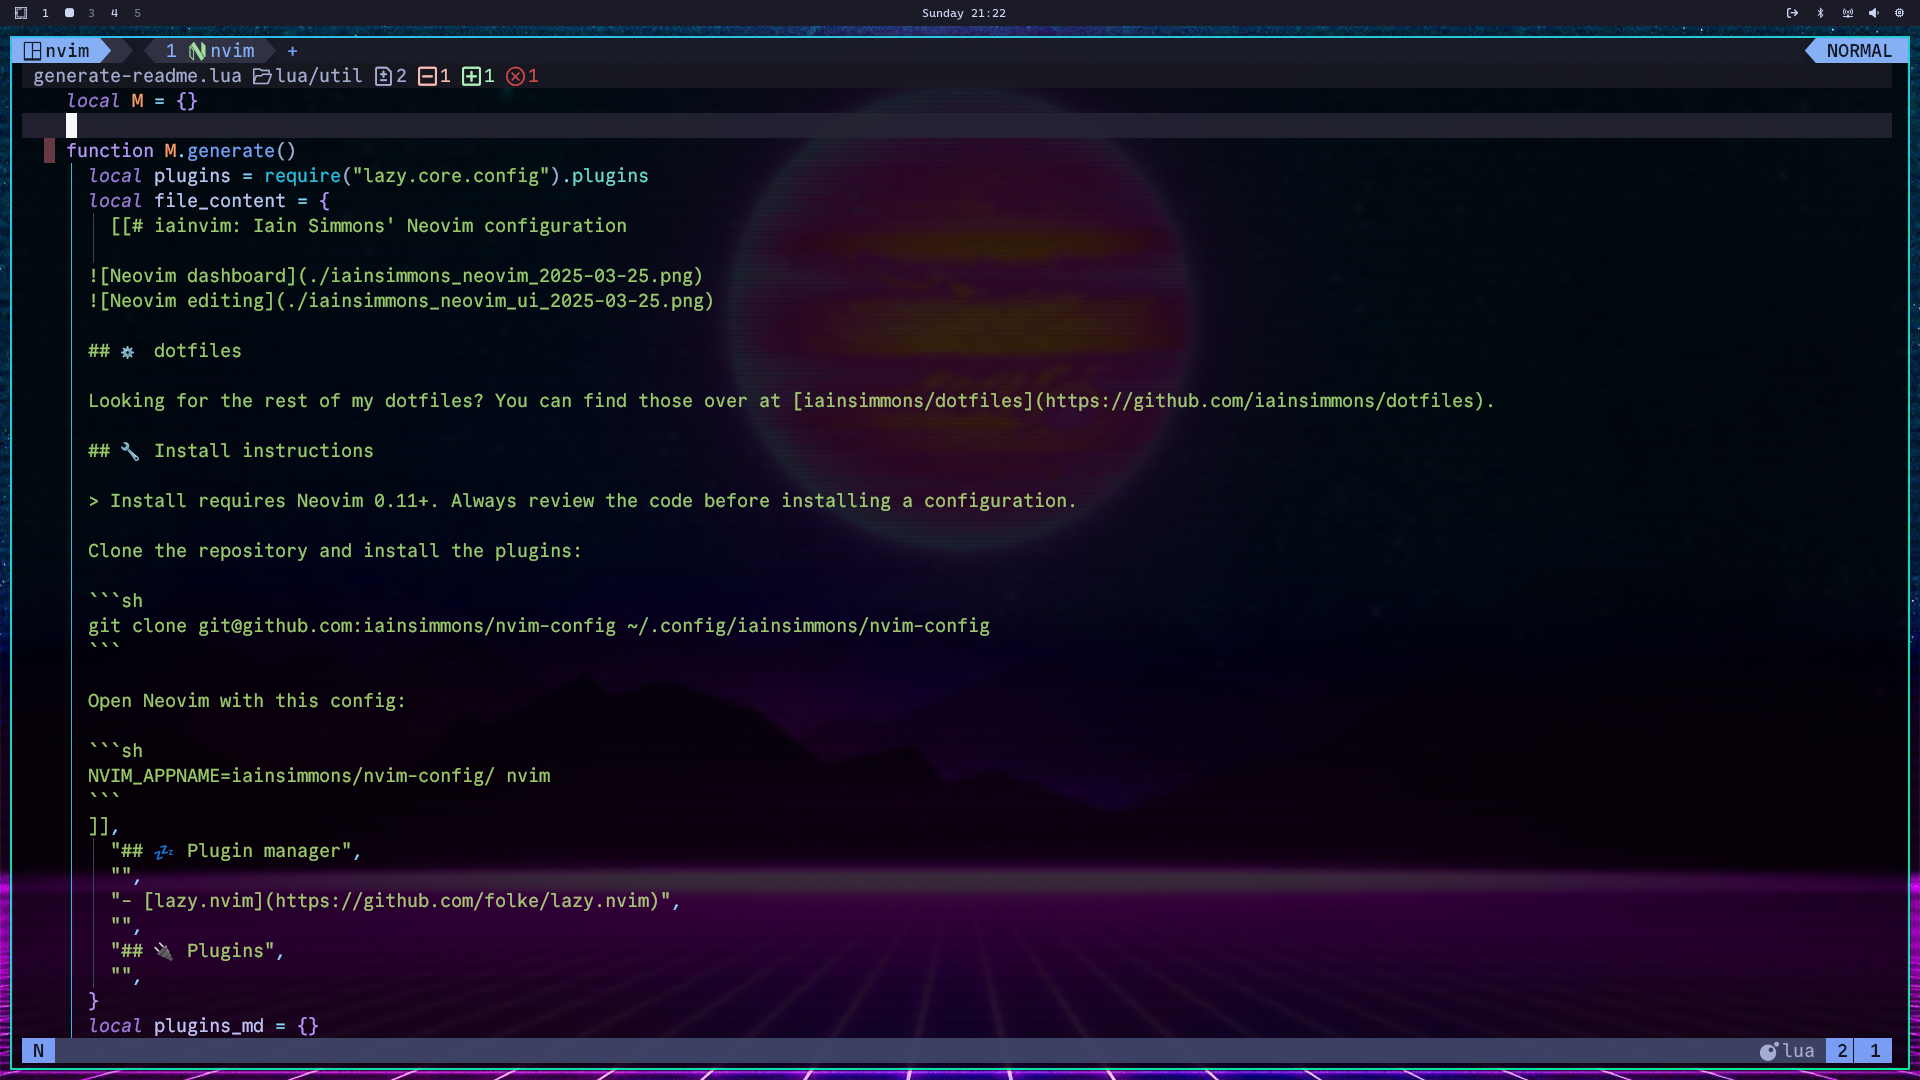 1 3 4 5 Sunday 21:22
nvim 1 nvim + NORMAL
generate-readme.lua lua/util 2 1 1 1
local M = {}
function M.generate()
local plugins = require("lazy.core.config").plugins
local file_content = {
[[# iainvim: Iain Simmons' Neovim configuration
![Neovim dashboard](./iainsimmons_neovim_2025-03-25.png)
![Neovim editing](./iainsimmons_neovim_ui_2025-03-25.png)
## ⚙️ dotfiles
Looking for the rest of my dotfiles? You can find those over at [iainsimmons/dotfiles](https://github.com/iainsimmons/dotfiles).
## 🔧 Install instructions
> Install requires Neovim 0.11+. Always review the code before installing a configuration.
Clone the repository and install the plugins:
```sh
git clone git@github.com:iainsimmons/nvim-config ~/.config/iainsimmons/nvim-config
```
Open Neovim with this config:
```sh
NVIM_APPNAME=iainsimmons/nvim-config/ nvim
```
]],
"## 💤 Plugin manager",
"",
"- [lazy.nvim](https://github.com/folke/lazy.nvim)",
"",
"## 🔌 Plugins",
"",
}
local plugins_md = {}
N lua 2 1